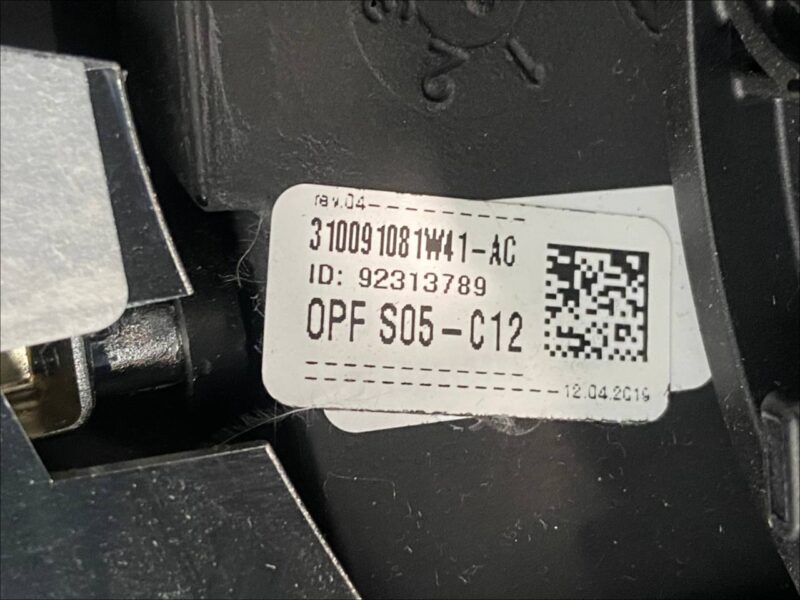 rev.04
310091081W41-AC
ID: 92313789
OPF S05-C12
12.04.2019